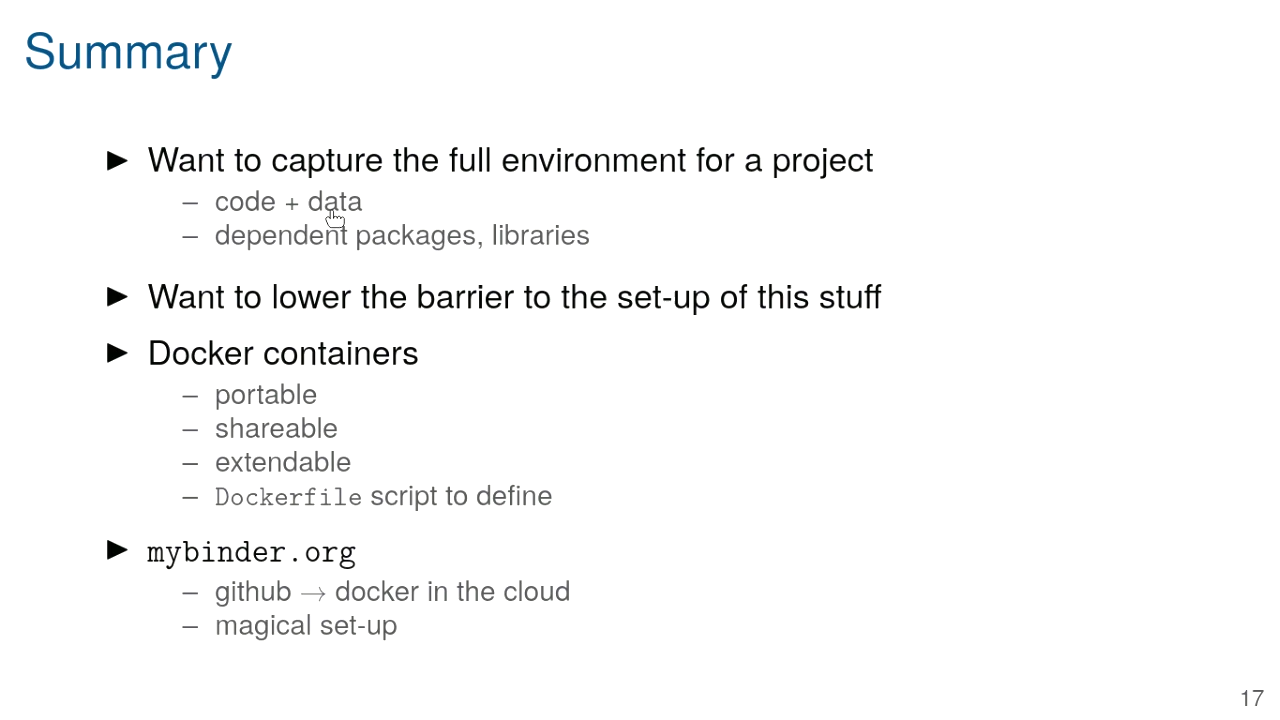 Summary
▶ Want to capture the full environment for a project
– code + data
– dependent packages, libraries
▶ Want to lower the barrier to the set-up of this stuff
▶ Docker containers
– portable
– shareable
– extendable
– Dockerfile script to define
▶ mybinder.org
– github → docker in the cloud
– magical set-up
17